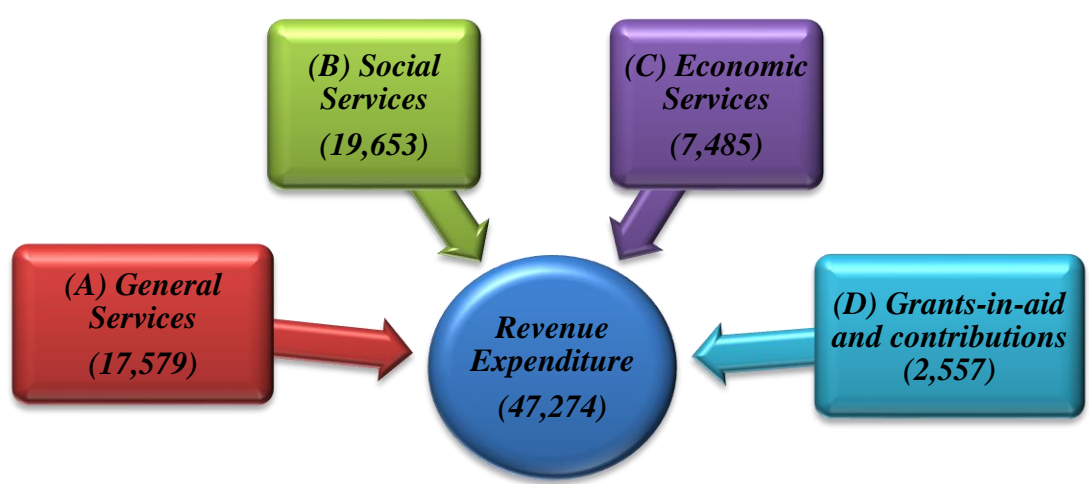 (B) Social
Services
(19,653)
(C) Economic
Services
(7,485)
(A) General
Services
(17,579)
Revenue
Expenditure
(47,274)
(D) Grants-in-aid
and contributions
(2,557)